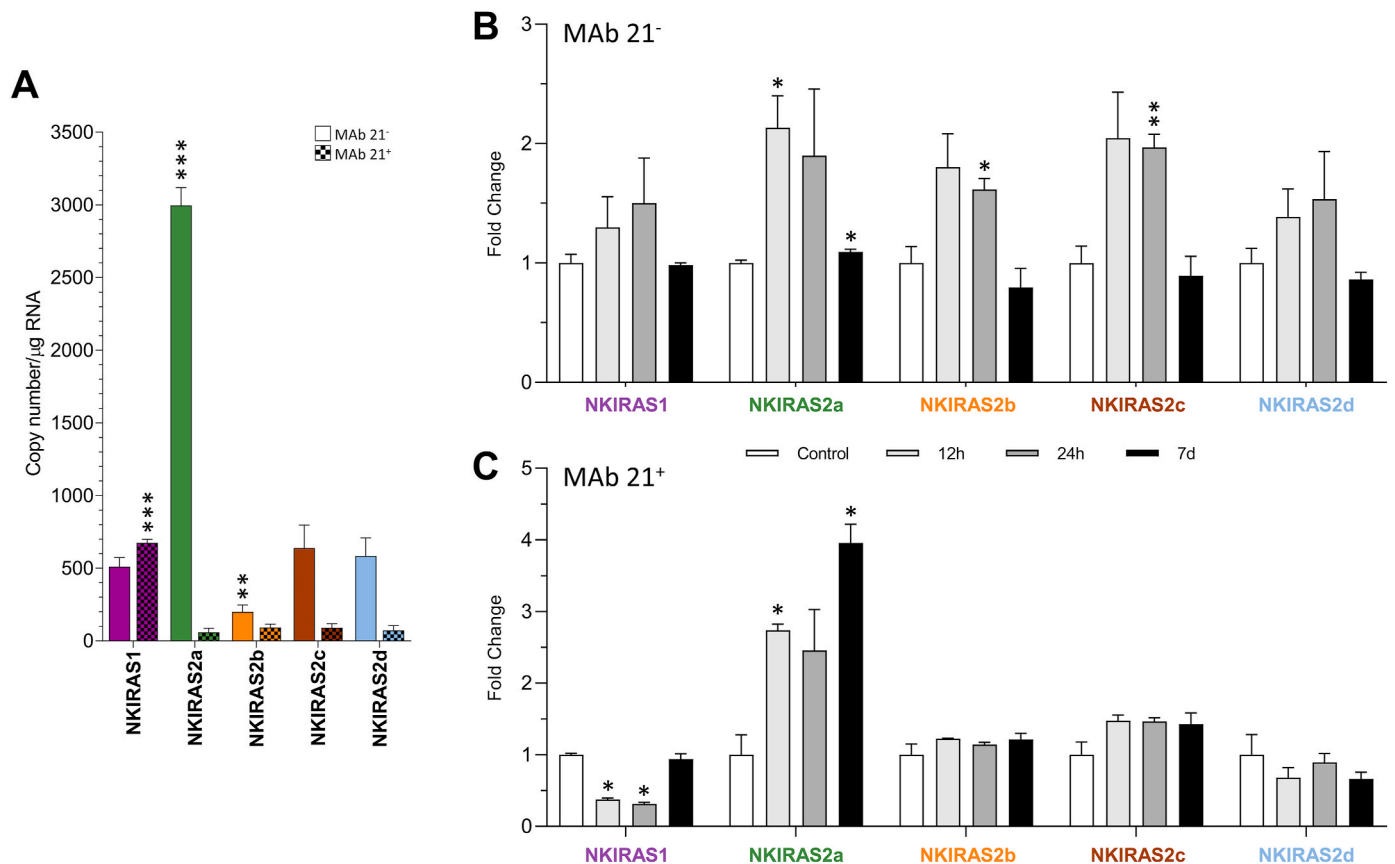 A
MAb 21-
MAb 21+
Copy number/µg RNA
3500
3000
2500
2000
1500
1000
500
0
***
***
**
NKIRAS1
NKIRAS2a
NKIRAS2b
NKIRAS2c
NKIRAS2d
B
MAb 21-
Fold Change
3
2
1
0
*
*
*
**
NKIRAS1 NKIRAS2a NKIRAS2b NKIRAS2c NKIRAS2d
Control 12h 24h 7d
C
MAb 21+
Fold Change
5
4
3
2
1
0
* *
*
*
NKIRAS1 NKIRAS2a NKIRAS2b NKIRAS2c NKIRAS2d